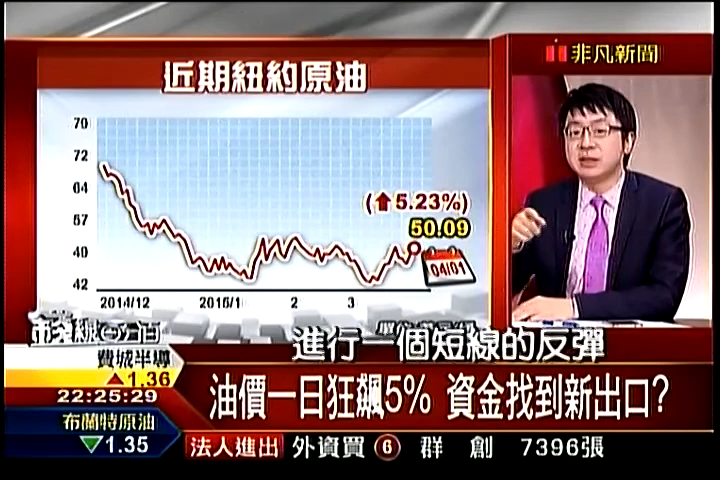 非凡新聞
近期紐約原油
70
72
64
57
40
42
(⬆5.23%)
50.09
04/01
2014/12
2
3
進行一個短線的反彈
費城半導
▲1.36
22:25:29
油價一日狂飆5% 資金找到新出口?
布蘭特原油
▽1.35
法人進出 外資買 6 群 創 7396張